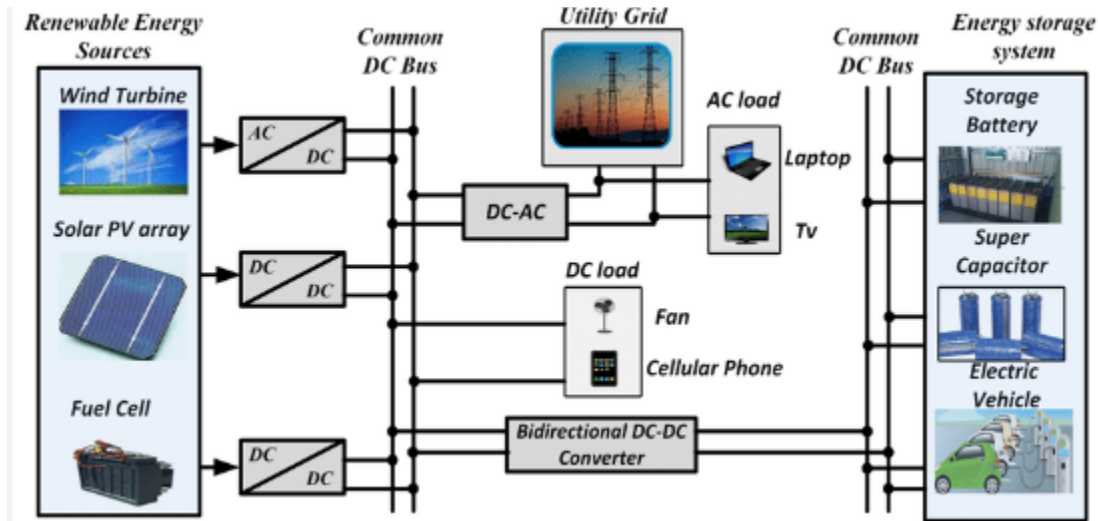 Renewable Energy
Sources
Wind Turbine
Solar PV array
Fuel Cell
AC
DC
DC
DC
DC
DC
Common
DC Bus
Utility Grid
DC-AC
AC load
Laptop
Tv
DC load
Fan
Cellular Phone
Bidirectional DC-DC
Converter
Common
DC Bus
Energy storage
system
Storage
Battery
Super
Capacitor
Electric
Vehicle